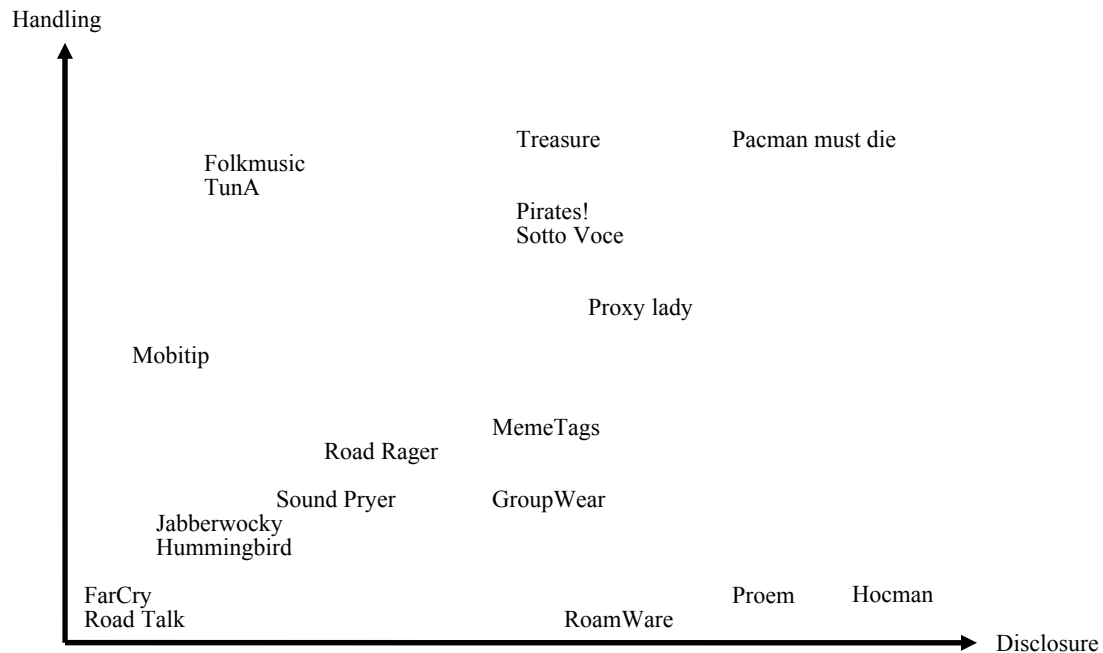 Handling
Treasure
Pacman must die
Folkmusic
TunA
Pirates!
Sotto Voce
Proxy lady
Mobitip
MemeTags
Road Rager
Sound Pryer
GroupWear
Jabberwocky
Hummingbird
FarCry
Road Talk
Proem
Hocman
RoamWare
Disclosure